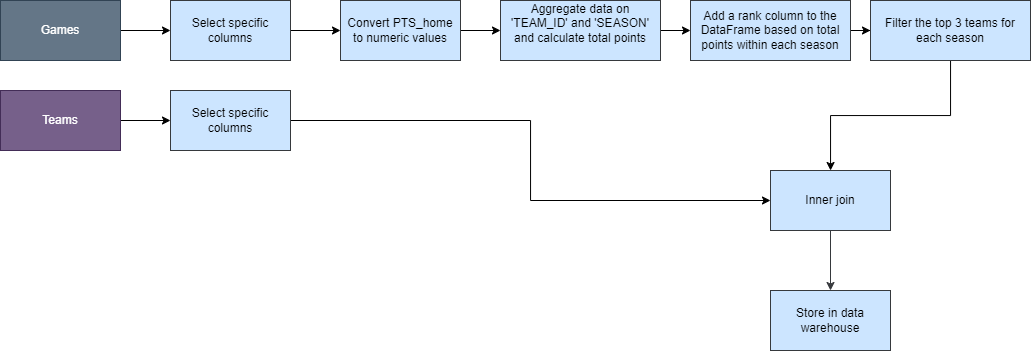 Games
Select specific
columns
Convert PTS_home
to numeric values
Aggregate data on
'TEAM_ID' and 'SEASON'
and calculate total points
Add a rank column to the
DataFrame based on total
points within each season
Filter the top 3 teams for
each season
Teams
Select specific
columns
Inner join
Store in data
warehouse